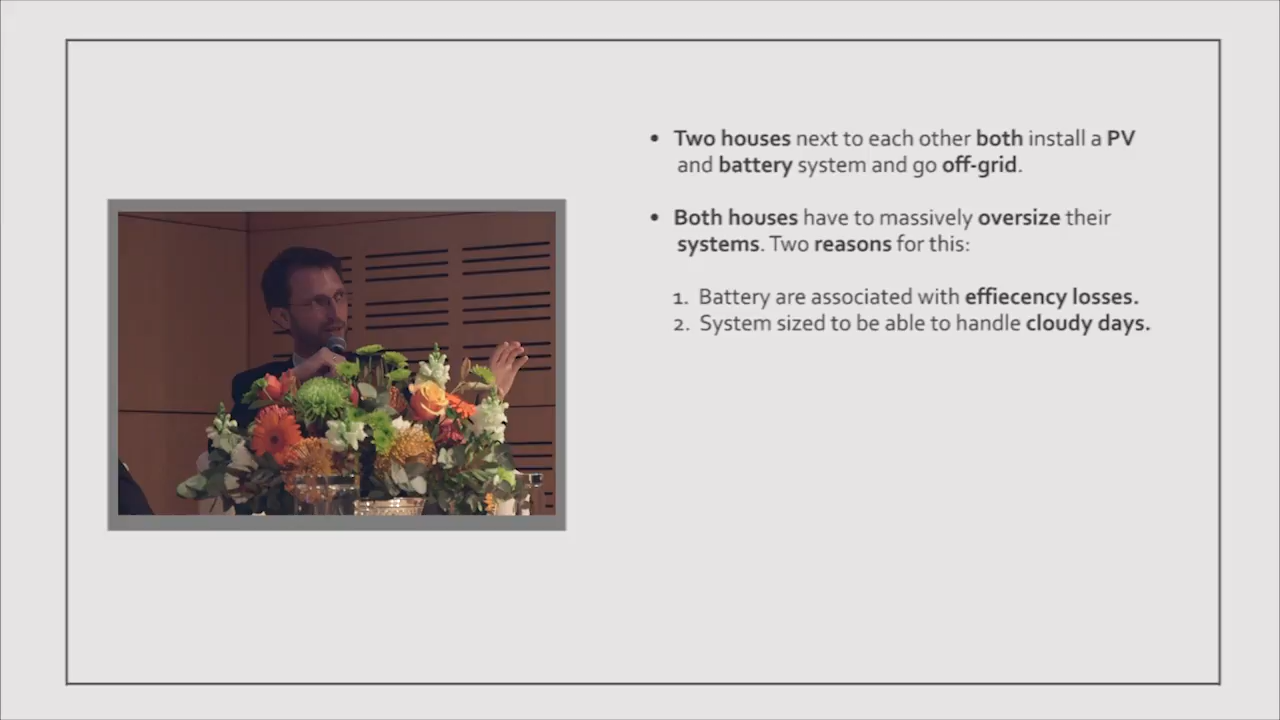 • Two houses next to each other both install a PV
and battery system and go off-grid.
• Both houses have to massively oversize their
systems. Two reasons for this:
1. Battery are associated with effiecency losses.
2. System sized to be able to handle cloudy days.